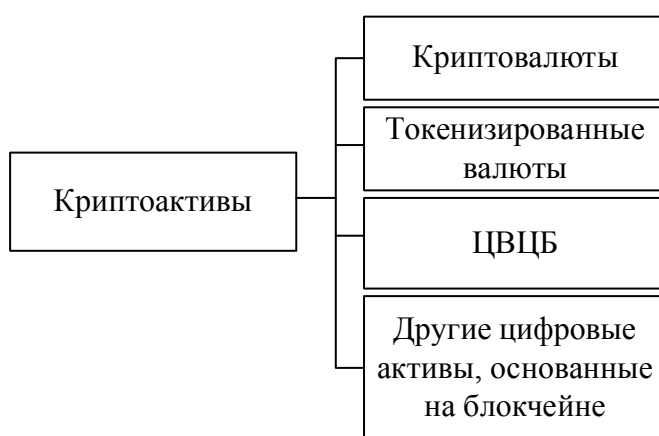 Криптоактивы
Криптовалюты
Токенизированные
валюты
ЦВЦБ
Другие цифровые
активы, основанные
на блокчейне